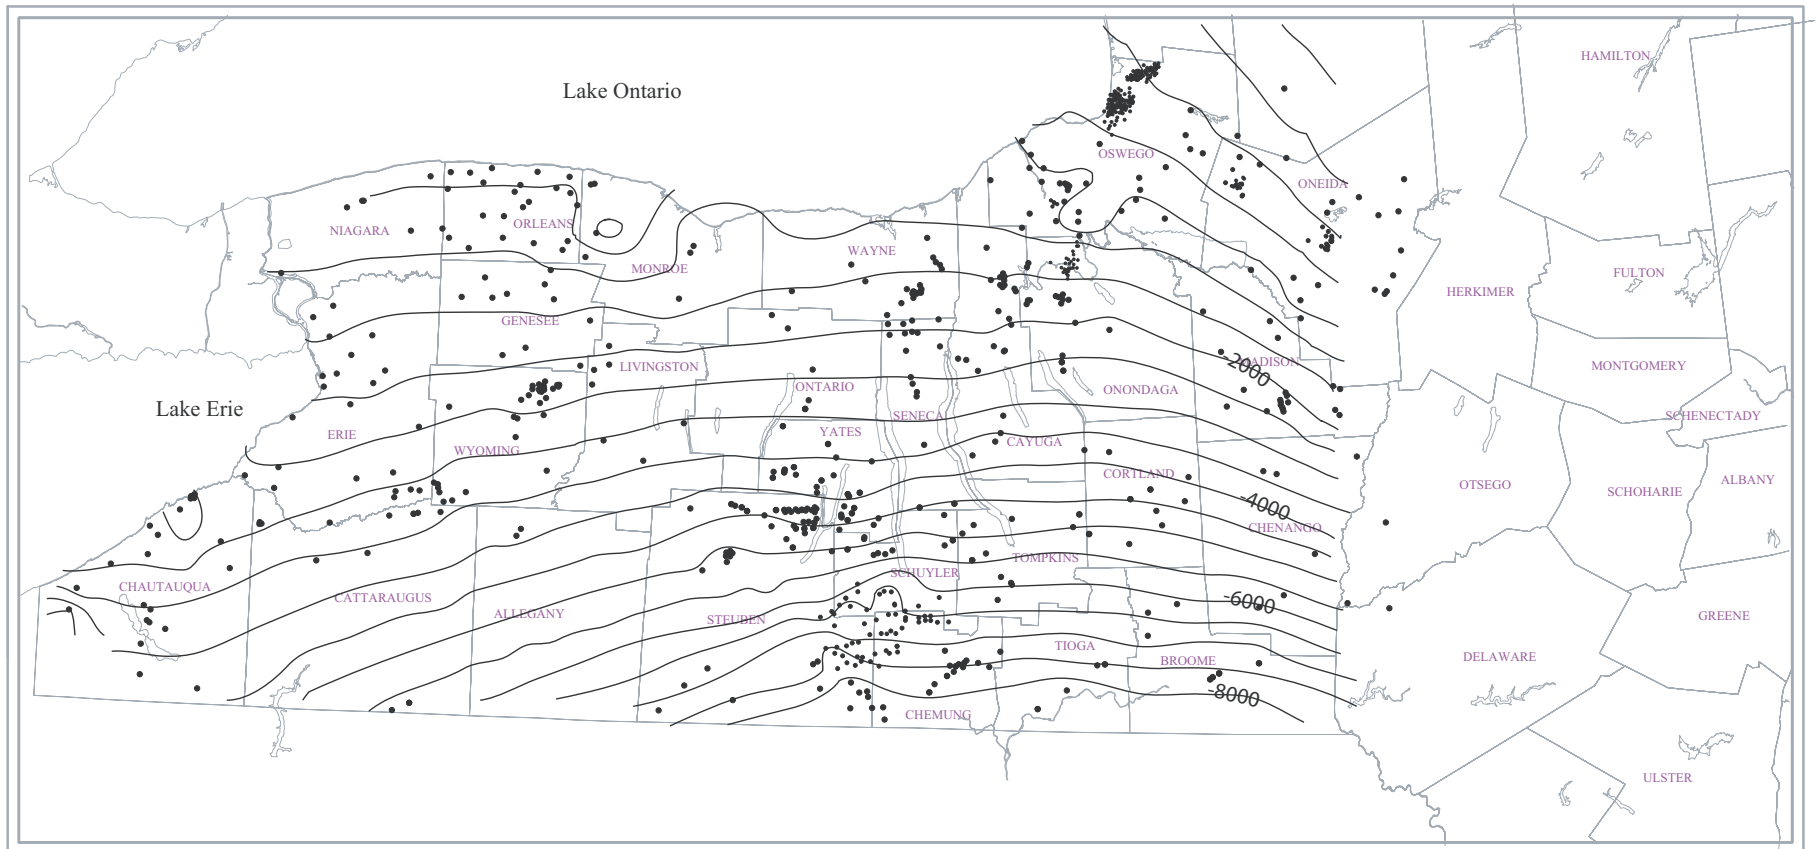 HAMILTON
Lake Ontario
OSWEGO
ONEIDA
NIAGARA
ORLEANS
MONROE
WAYNE
FULTON
HERKIMER
GENESEE
LIVINGSTON
MADISON
-2000
MONTGOMERY
ONTARIO
ONONDAGA
Lake Erie
SENECA
SCHENECTADY
ERIE
YATES
CAYUGA
WYOMING
CORTLAND
ALBANY
OTSEGO
SCHOHARIE
-4000
CHENANGO
TOMPKINS
SCHUYLER
CHAUTAUQUA
CATTARAUGUS
-6000
ALLEGANY
STEUBEN
GREENE
TIOGA
BROOME
DELAWARE
-8000
CHEMUNG
ULSTER